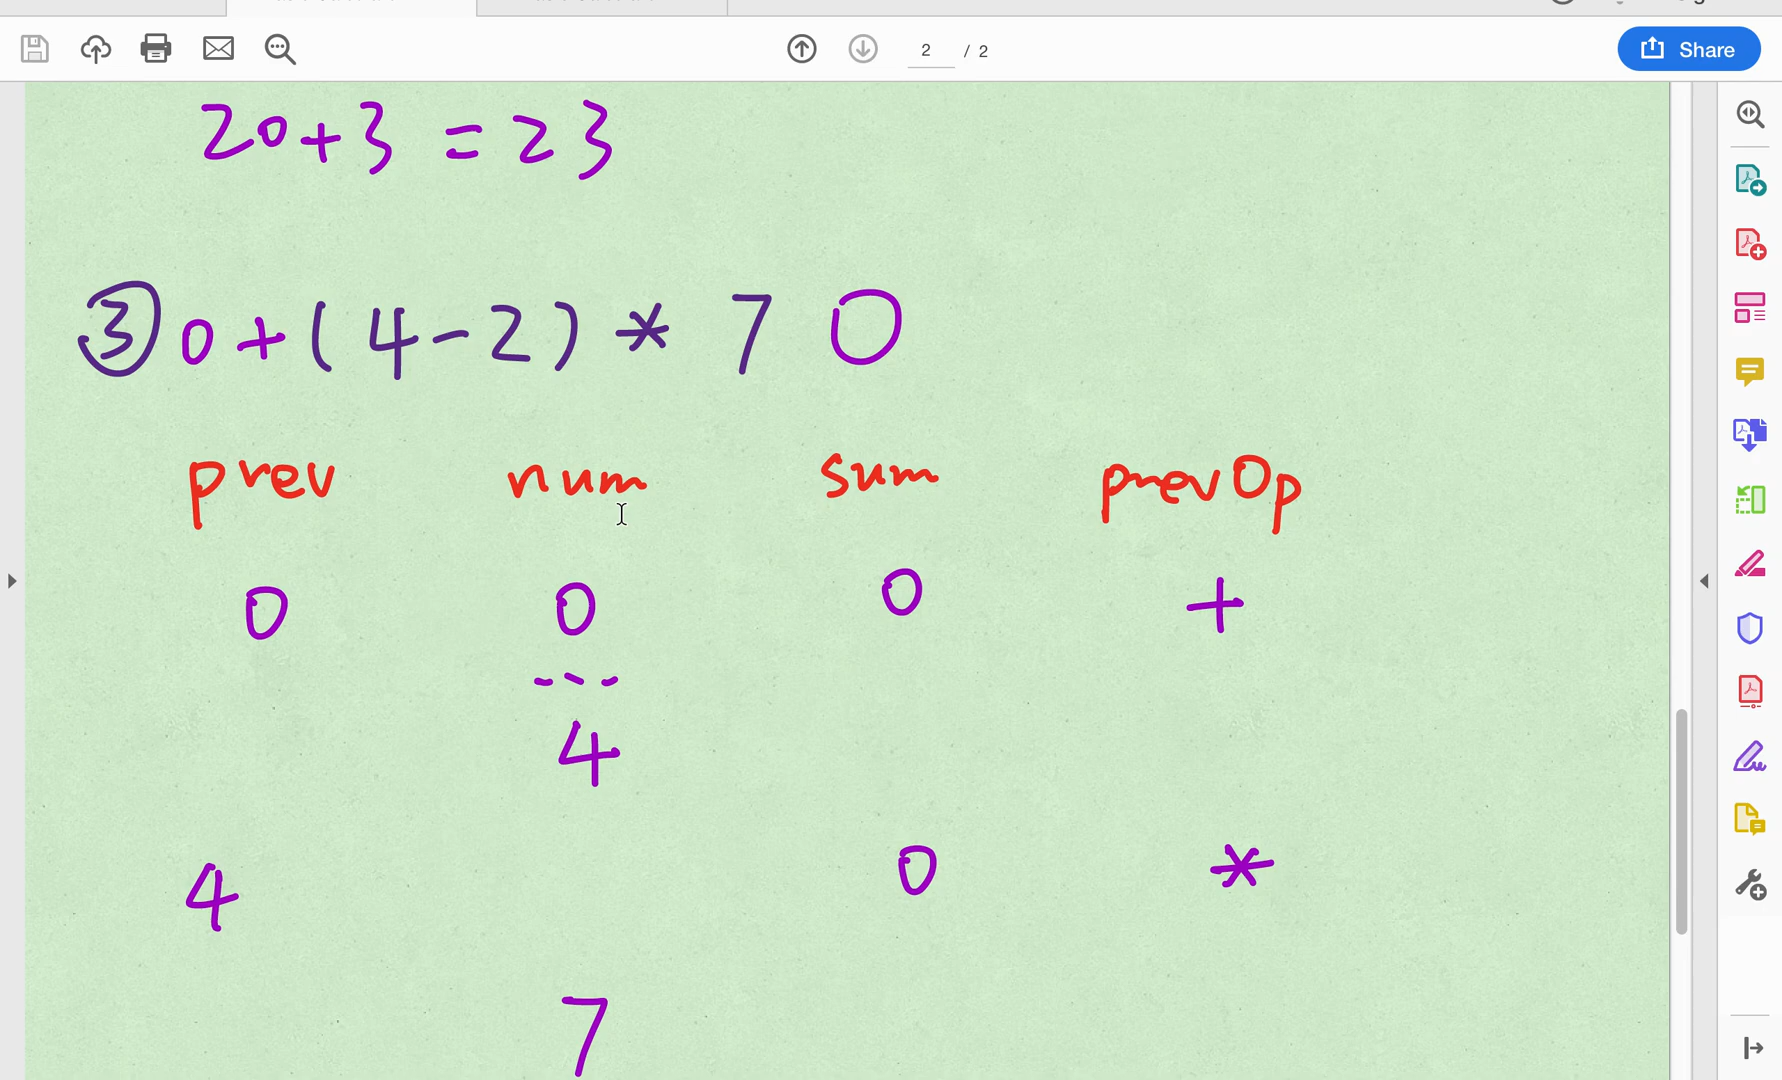 2 / 2
Share
20+3 = 23
③ 0 + ( 4 - 2 ) * 7 0
prev num sum prevOp
0 0 0 +
---
4
4 0 *
7